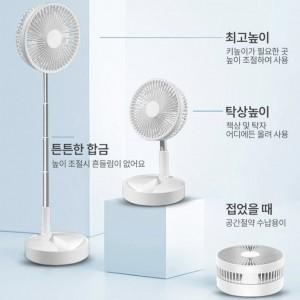 최고높이
키높이가 필요한 곳
높이 조절하여 사용
탁상높이
책상 및 탁자
어디에든 올려 사용
튼튼한 합금
높이 조절시 흔들림이 없어요
접었을 때
공간절약 수납용이